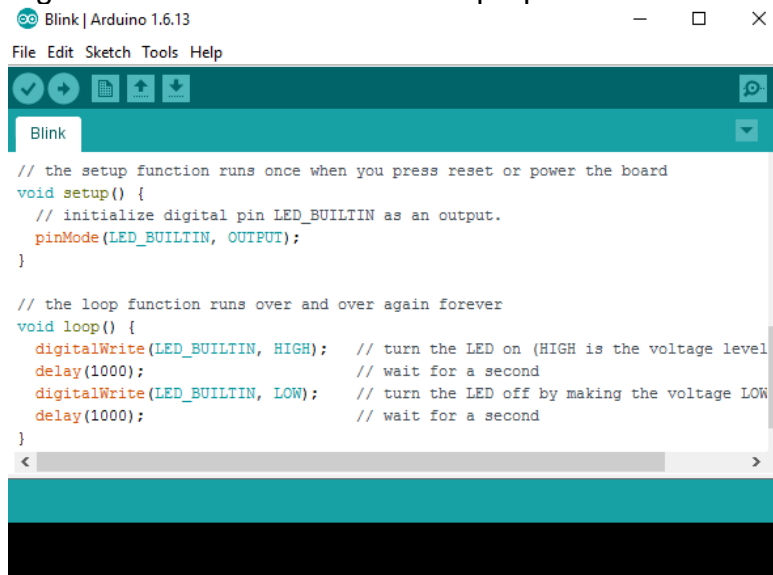 Blink | Arduino 1.6.13
File Edit Sketch Tools Help
Blink
// the setup function runs once when you press reset or power the board
void setup() {
  // initialize digital pin LED_BUILTIN as an output.
  pinMode(LED_BUILTIN, OUTPUT);
}

// the loop function runs over and over again forever
void loop() {
  digitalWrite(LED_BUILTIN, HIGH);   // turn the LED on (HIGH is the voltage level
  delay(1000);                       // wait for a second
  digitalWrite(LED_BUILTIN, LOW);    // turn the LED off by making the voltage LOW
  delay(1000);                       // wait for a second
}